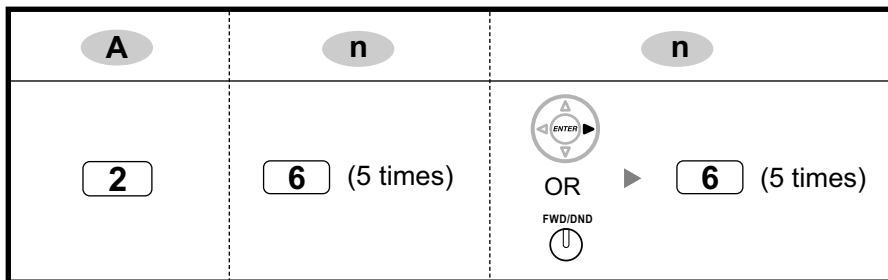 A n n
ENTER
2 6 (5 times) OR 6 (5 times)
FWD/DND